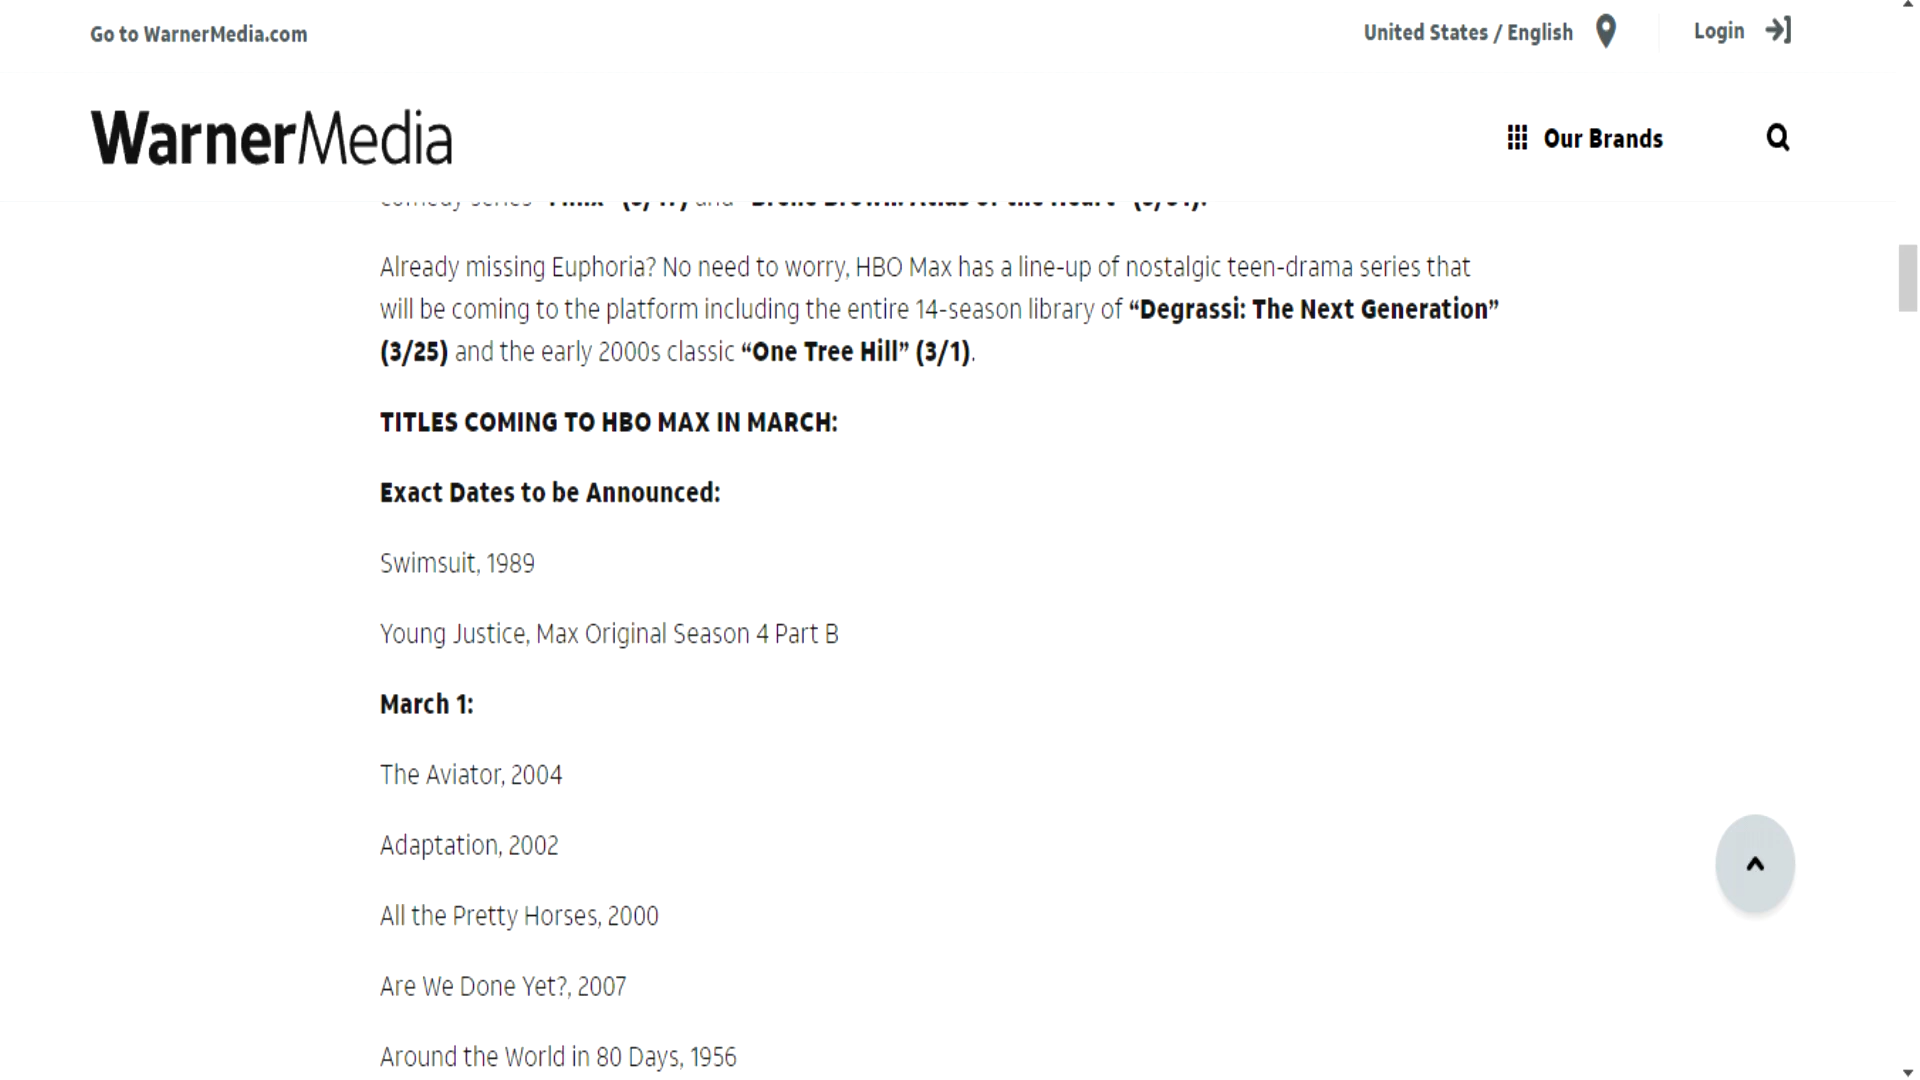 Go to WarnerMedia.com
United States / English
Login
WarnerMedia
Our Brands
comedy series
Already missing Euphoria? No need to worry, HBO Max has a line-up of nostalgic teen-drama series that
will be coming to the platform including the entire 14-season library of “Degrassi: The Next Generation”
(3/25) and the early 2000s classic “One Tree Hill” (3/1).
TITLES COMING TO HBO MAX IN MARCH:
Exact Dates to be Announced:
Swimsuit, 1989
Young Justice, Max Original Season 4 Part B
March 1:
The Aviator, 2004
Adaptation, 2002
All the Pretty Horses, 2000
Are We Done Yet?, 2007
Around the World in 80 Days, 1956